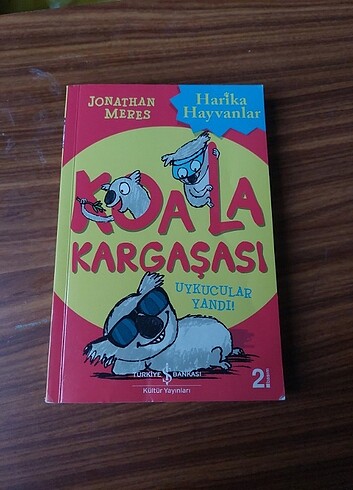 JONATHAN
MERES
Harika
Hayvanlar
KOALA
KARGAŞASI
UYKUCULAR
YANDI!
TÜRKİYE İŞ BANKASI
Kültür Yayınları
2.